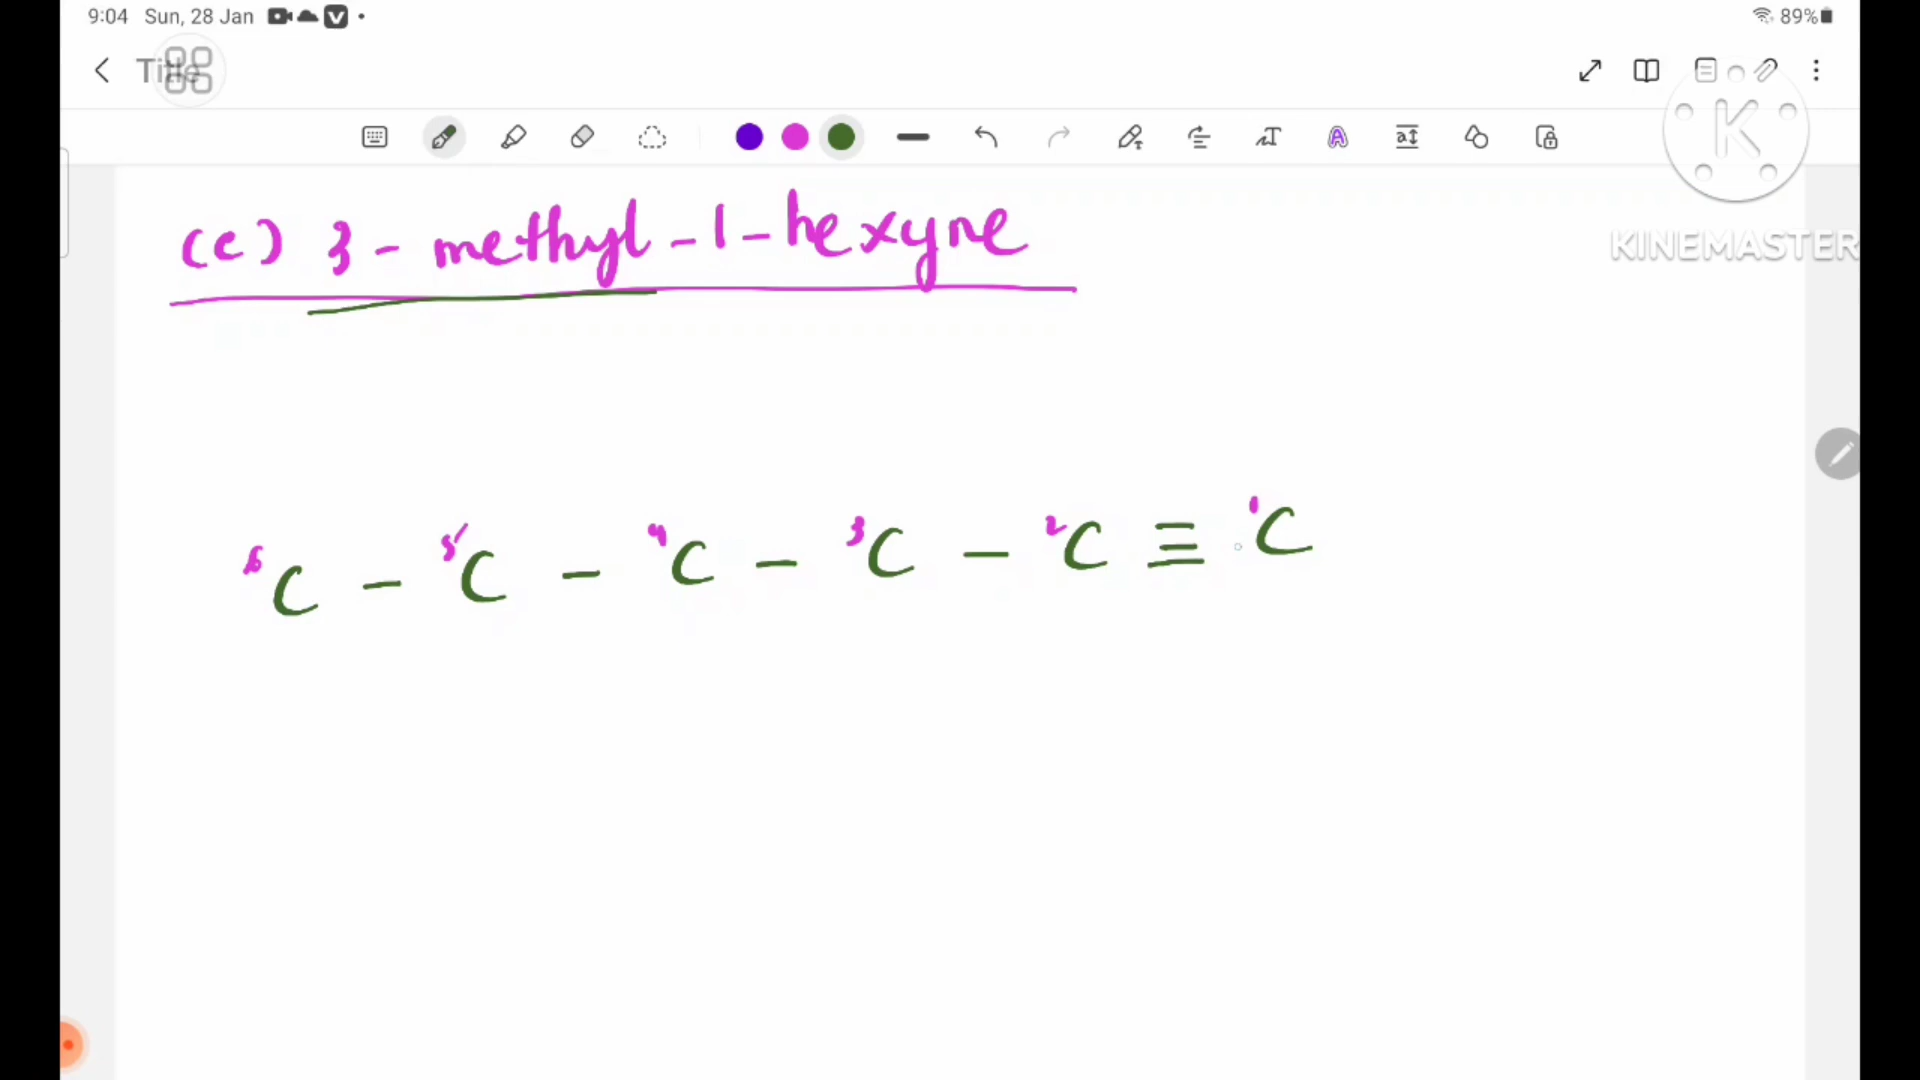 9:04 Sun, 28 Jan V 89%
Title
K
KINEMASTER
(c) 3 - methyl - 1 - hexyne
6C - 5C - 4C - 3C - 2C ≡ 1C